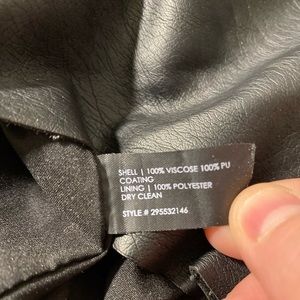 SHELL | 100% VISCOSE 100% PU
COATING
LINING | 100% POLYESTER
DRY CLEAN
STYLE # 295532146